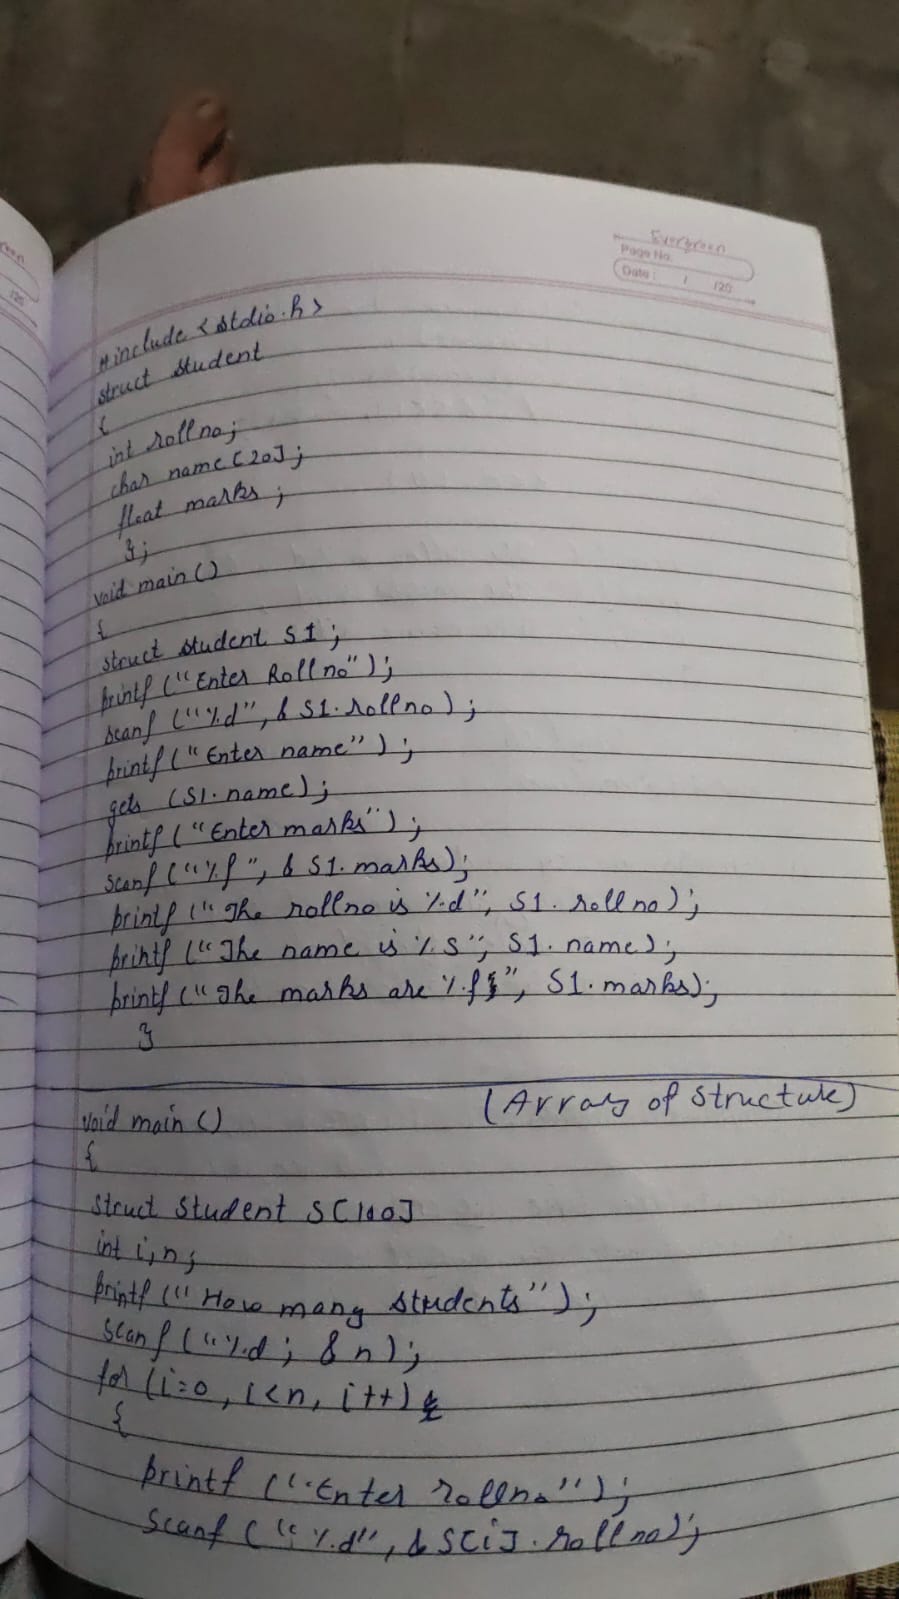 Evergreen
Page No.
Date : / /20
#include <stdio.h>
struct student
{
int rollno;
char name[20];
float marks;
};
void main()
{
struct student S1;
printf ("Enter Rollno");
scanf ("%d", & S1.rollno);
printf ("Enter name");
gets (S1.name);
printf ("Enter marks");
scanf ("%f", & S1.marks);
printf ("The rollno is %d", S1.rollno);
printf ("The name is %s", S1.name);
printf ("The marks are %f", S1.marks);
}
(Array of Structure)
void main ()
{
struct student S[100]
int i,n;
printf ("How many students");
scanf ("%d ; &n);
for (i=0, i<n, i++)
{
printf ("Enter rollno");
scanf ("%d", & S[i].rollno);